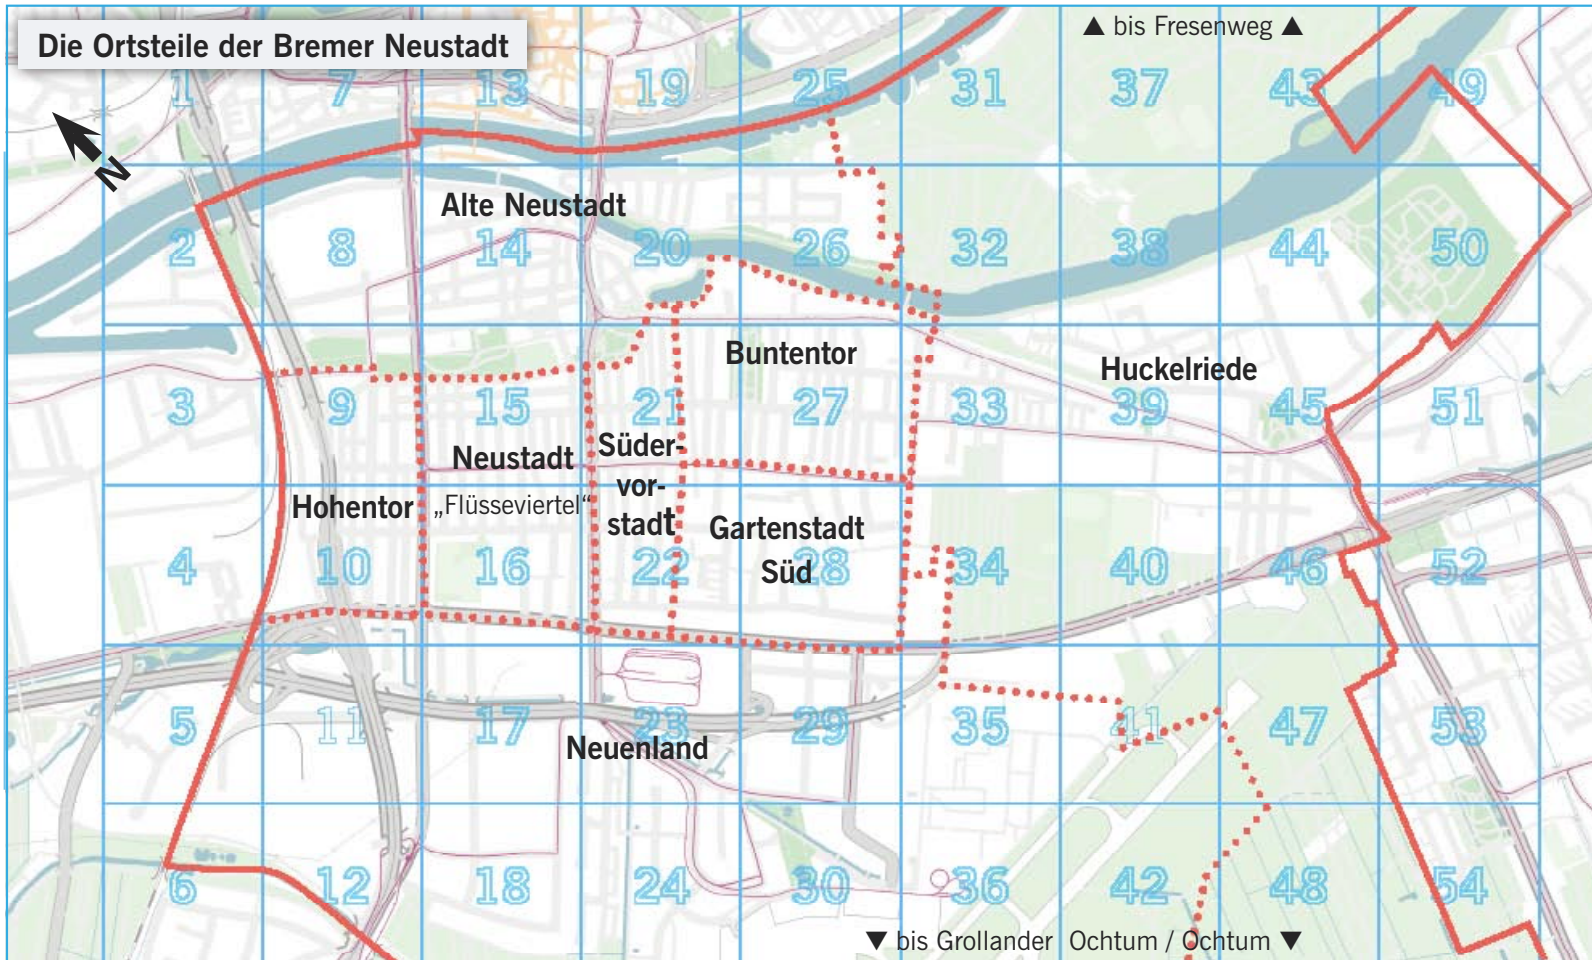 Die Ortsteile der Bremer Neustadt
▲ bis Fresenweg ▲
1 7 13 19 25 31 37 43 49
N
Alte Neustadt
2 8 14 20 26 32 38 44 50
Buntentor
Huckelriede
3 9 15 21 27 33 39 45 51
Neustadt
„Flüsseviertel“
Süder-
vor-
stadt
Hohentor
Gartenstadt
Süd
4 10 16 22 28 34 40 46 52
5 11 17 23 29 35 41 47 53
Neuenland
6 12 18 24 30 36 42 48 54
▼ bis Grollander Ochtum / Ochtum ▼